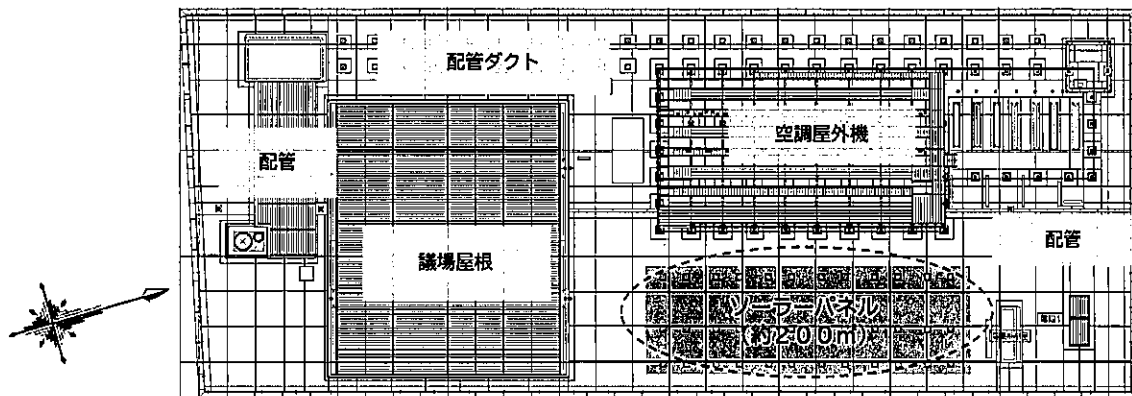 配管ダクト
空調屋外機
配管
配管
議場屋根
ソーラーパネル
(約200㎡)